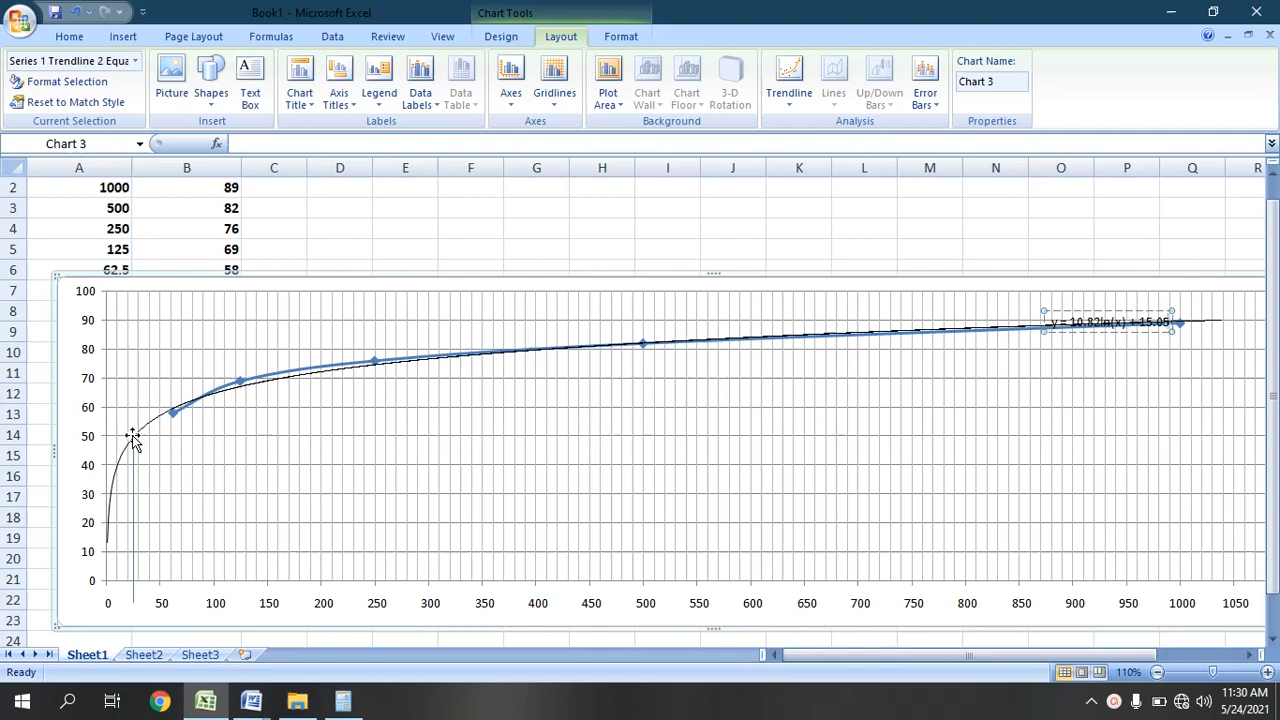 Book1 - Microsoft Excel
Chart Tools
Home
Insert
Page Layout
Formulas
Data
Review
View
Design
Layout
Format
Series 1 Trendline 2 Equa
Format Selection
Reset to Match Style
Current Selection
Picture
Shapes
Text Box
Insert
Chart Title
Axis Titles
Legend
Data Labels
Data Table
Labels
Axes
Gridlines
Axes
Plot Area
Chart Wall
Chart Floor
3-D Rotation
Background
Trendline
Lines
Up/Down Bars
Error Bars
Analysis
Chart Name:
Chart 3
Properties
Chart 3
fx
A B C D E F G H I J K L M N O P Q R
2 1000 89
3 500 82
4 250 76
5 125 69
6 62.5 58
7
8
9
10
11
12
13
14
15
16
17
18
19
20
21
22
23
24
100
90
80
70
60
50
40
30
20
10
0
y = 10.82ln(x) + 15.05
0 50 100 150 200 250 300 350 400 450 500 550 600 650 700 750 800 850 900 950 1000 1050
Sheet1 Sheet2 Sheet3
Ready
110%
11:30 AM
5/24/2021